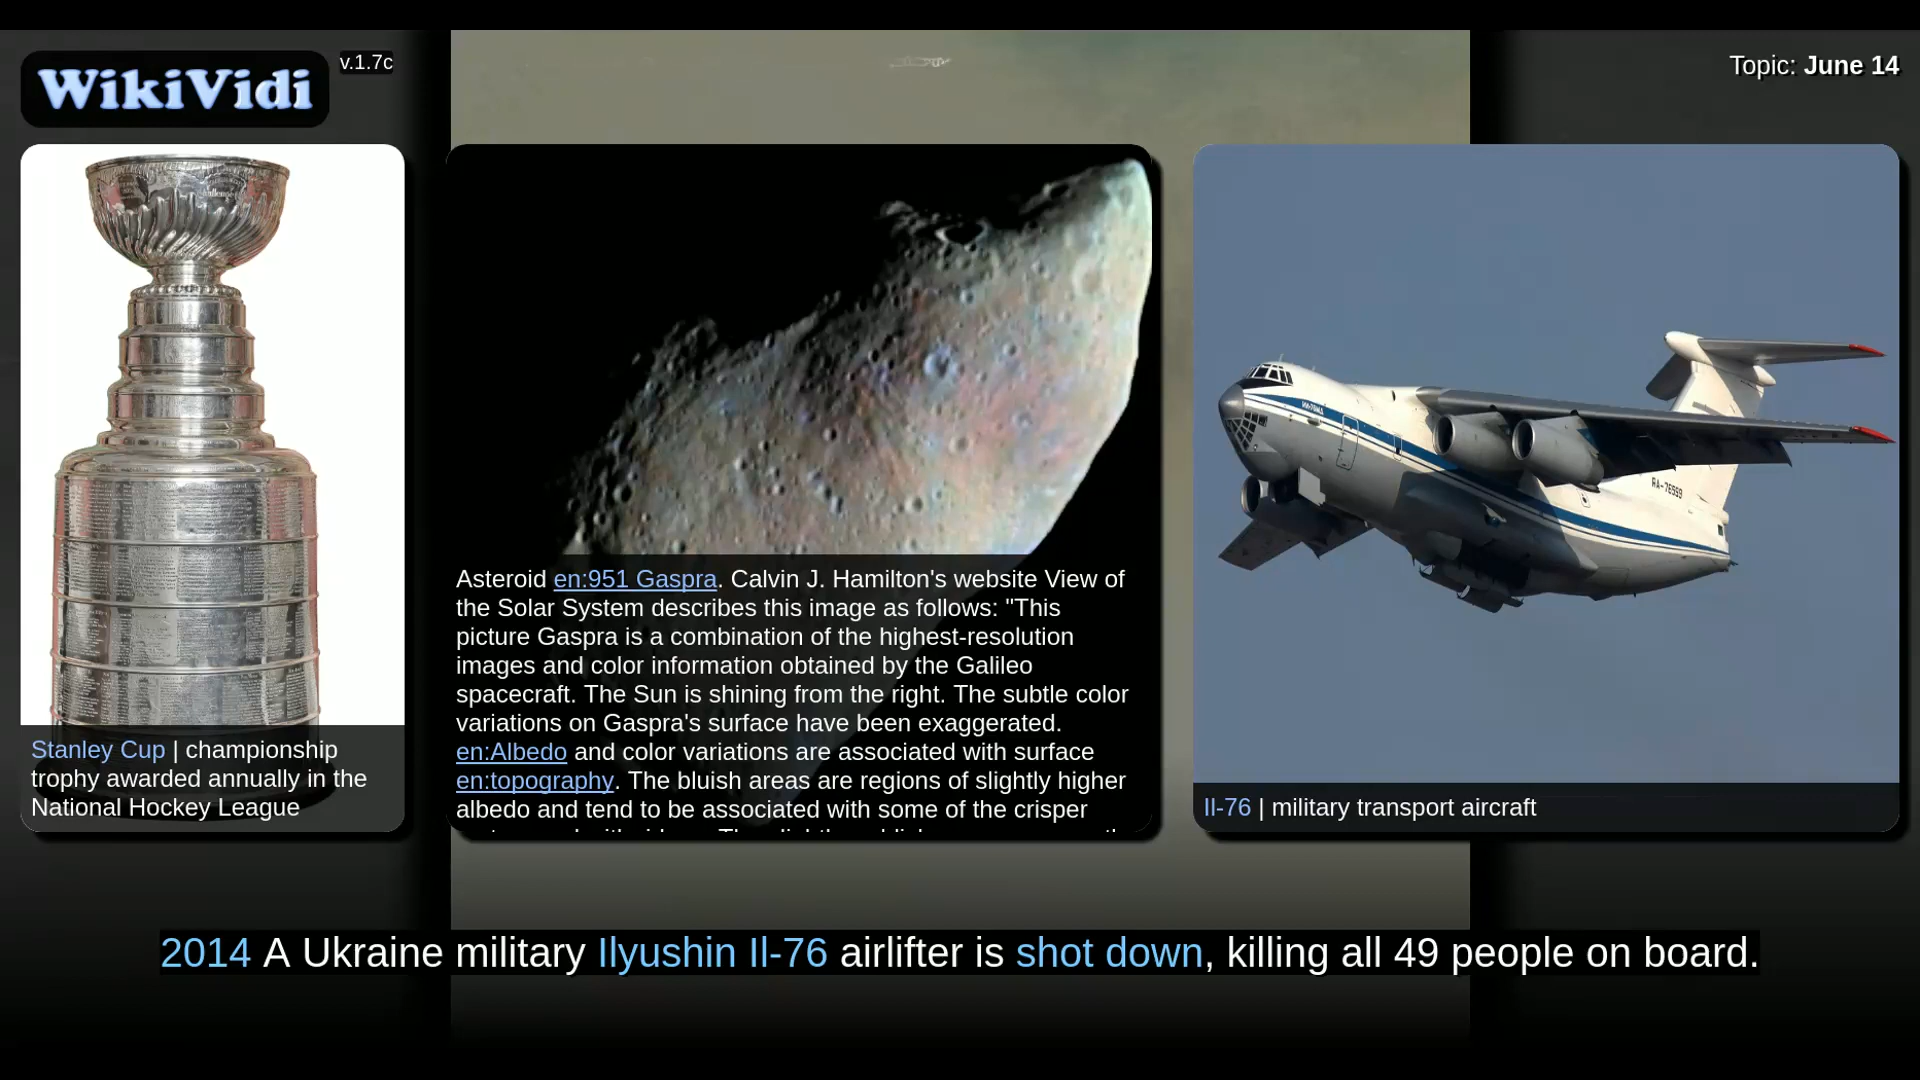 WikiVidi
v.1.7c
Topic: June 14
Stanley Cup | championship
trophy awarded annually in the
National Hockey League
Asteroid en:951 Gaspra. Calvin J. Hamilton's website View of
the Solar System describes this image as follows: "This
picture Gaspra is a combination of the highest-resolution
images and color information obtained by the Galileo
spacecraft. The Sun is shining from the right. The subtle color
variations on Gaspra's surface have been exaggerated.
en:Albedo and color variations are associated with surface
en:topography. The bluish areas are regions of slightly higher
albedo and tend to be associated with some of the crisper
RA-76599
Il-76 | military transport aircraft
2014 A Ukraine military Ilyushin Il-76 airlifter is shot down, killing all 49 people on board.